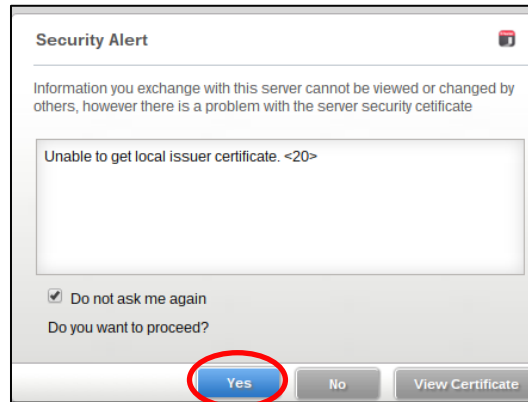 Security Alert
Information you exchange with this server cannot be viewed or changed by
others, however there is a problem with the server security cetificate
Unable to get local issuer certificate. <20>
Do not ask me again
Do you want to proceed?
Yes No View Certificate